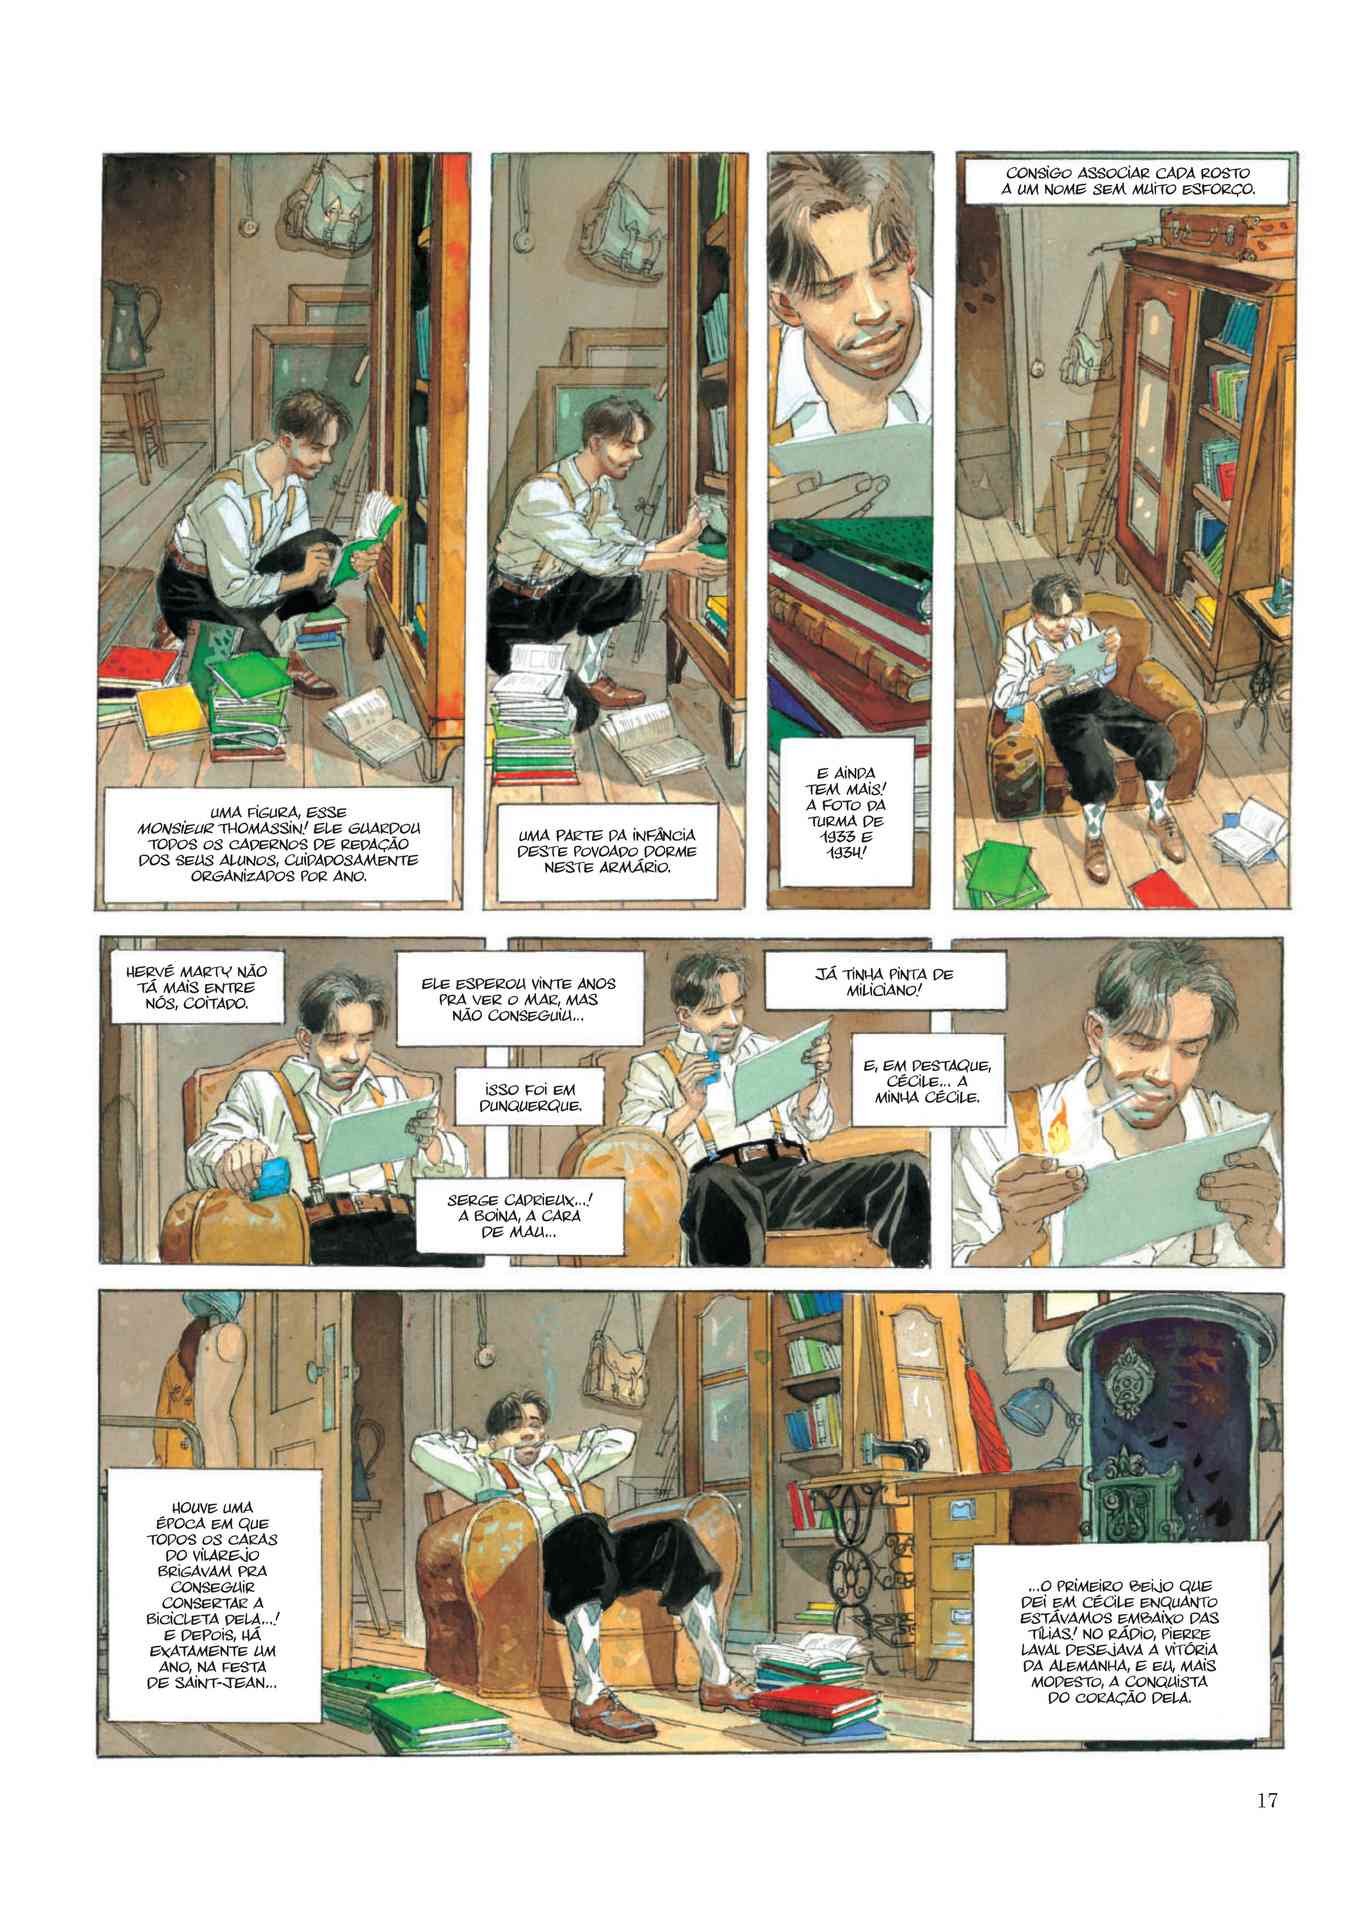 UMA FIGURA, ESSE
MONSIEUR THOMASSIN! ELE GUARDOU
TODOS OS CADERNOS DE REDAÇÃO
DOS SEUS ALUNOS, CUIDADOSAMENTE
ORGANIZADOS POR ANO.
UMA PARTE DA INFÂNCIA
DESTE POVOADO DORME
NESTE ARMÁRIO.
E AINDA
TEM MAIS!
A FOTO DA
TURMA DE
1933 E
1934!
CONSIGO ASSOCIAR CADA ROSTO
A UM NOME SEM MUITO ESFORÇO.
HERVÉ MARTY NÃO
TÁ MAIS ENTRE
NÓS, COITADO.
ELE ESPEROU VINTE ANOS
PRA VER O MAR, MAS
NÃO CONSEGUIU...
ISSO FOI EM
DUNQUERQUE.
SERGE CADRIEUX...!
A BOINA, A CARA
DE MAU...
JÁ TINHA PINTA DE
MILICIANO!
E, EM DESTAQUE,
CÉCILE... A
MINHA CÉCILE.
HOUVE UMA
ÉPOCA EM QUE
TODOS OS CARAS
DO VILAREJO
BRIGAVAM PRA
CONSEGUIR
CONSERTAR A
BICICLETA DELA...!
E DEPOIS, HÁ
EXATAMENTE UM
ANO, NA FESTA
DE SAINT-JEAN...
...O PRIMEIRO BEIJO QUE
DEI EM CÉCILE ENQUANTO
ESTÁVAMOS EMBAIXO DAS
TÍLIAS! NO RÁDIO, PIERRE
LAVAL DESEJAVA A VITÓRIA
DA ALEMANHA, E EU, MAIS
MODESTO, A CONQUISTA
DO CORAÇÃO DELA.
17